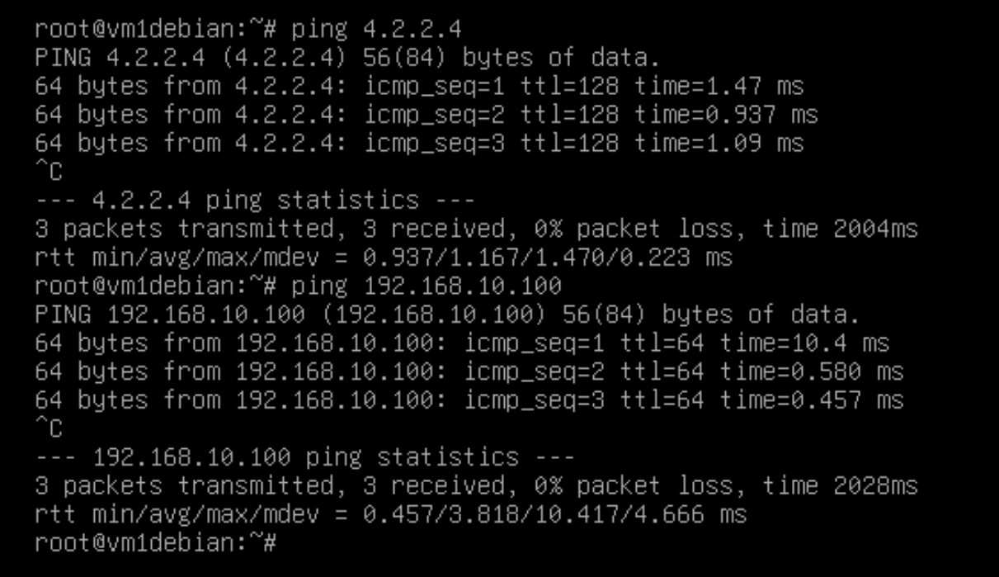 root@vm1debian:~# ping 4.2.2.4
PING 4.2.2.4 (4.2.2.4) 56(84) bytes of data.
64 bytes from 4.2.2.4: icmp_seq=1 ttl=128 time=1.47 ms
64 bytes from 4.2.2.4: icmp_seq=2 ttl=128 time=0.937 ms
64 bytes from 4.2.2.4: icmp_seq=3 ttl=128 time=1.09 ms
^C
--- 4.2.2.4 ping statistics ---
3 packets transmitted, 3 received, 0% packet loss, time 2004ms
rtt min/avg/max/mdev = 0.937/1.167/1.470/0.223 ms
root@vm1debian:~# ping 192.168.10.100
PING 192.168.10.100 (192.168.10.100) 56(84) bytes of data.
64 bytes from 192.168.10.100: icmp_seq=1 ttl=64 time=10.4 ms
64 bytes from 192.168.10.100: icmp_seq=2 ttl=64 time=0.580 ms
64 bytes from 192.168.10.100: icmp_seq=3 ttl=64 time=0.457 ms
^C
--- 192.168.10.100 ping statistics ---
3 packets transmitted, 3 received, 0% packet loss, time 2028ms
rtt min/avg/max/mdev = 0.457/3.818/10.417/4.666 ms
root@vm1debian:~#